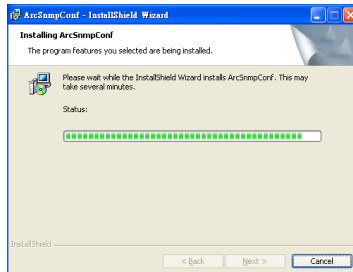 ArcSnmpConf - InstallShield Wizard
Installing ArcSnmpConf
The program features you selected are being installed.
Please wait while the InstallShield Wizard installs ArcSnmpConf. This may
take several minutes.
Status:
InstallShield
< Back
Next >
Cancel